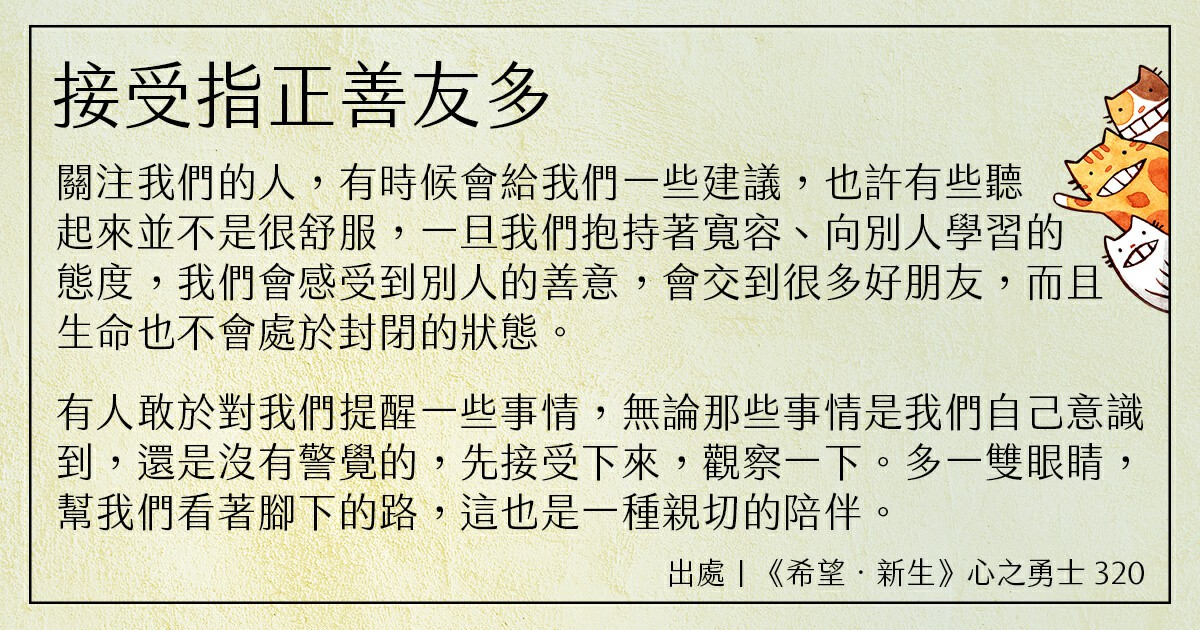 接受指正善友多
關注我們的人，有時候會給我們一些建議，也許有些聽
起來並不是很舒服，一旦我們抱持著寬容、向別人學習的
態度，我們會感受到別人的善意，會交到很多好朋友，而且
生命也不會處於封閉的狀態。
有人敢於對我們提醒一些事情，無論那些事情是我們自己意識
到，還是沒有警覺的，先接受下來，觀察一下。多一雙眼睛，
幫我們看著腳下的路，這也是一種親切的陪伴。
出處 | 《希望．新生》心之勇士 320